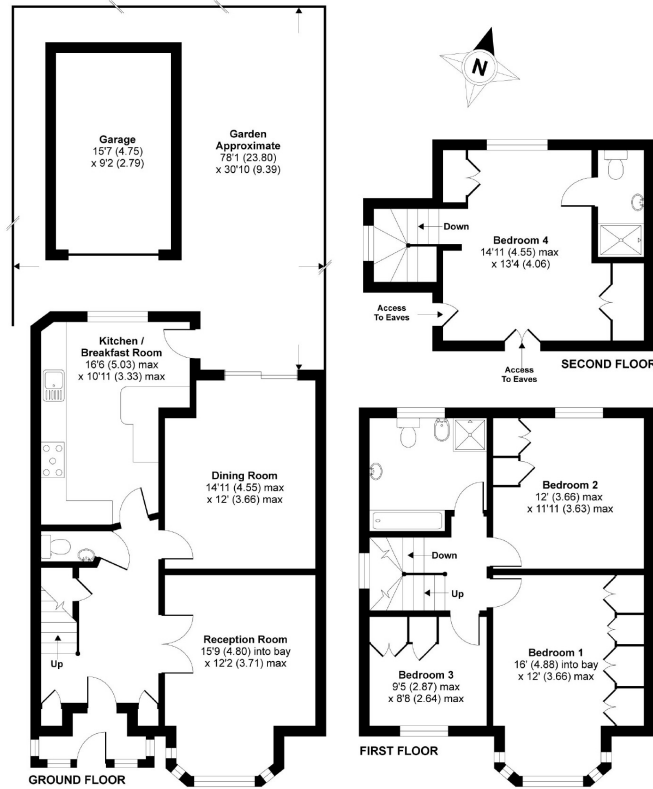 Garage
15'7 (4.75)
x 9'2 (2.79)
Garden
Approximate
78'1 (23.80)
x 30'10 (9.39)
N
Down
Bedroom 4
14'11 (4.55) max
x 13'4 (4.06)
Access
To Eaves
Access
To Eaves
SECOND FLOOR
Kitchen /
Breakfast Room
16'6 (5.03) max
x 10'11 (3.33) max
Dining Room
14'11 (4.55) max
x 12' (3.66) max
Reception Room
15'9 (4.80) into bay
x 12'2 (3.71) max
Up
GROUND FLOOR
Bedroom 2
12' (3.66) max
x 11'11 (3.63) max
Down
Up
Bedroom 3
9'5 (2.87) max
x 8'8 (2.64) max
Bedroom 1
16' (4.88) into bay
x 12' (3.66) max
FIRST FLOOR